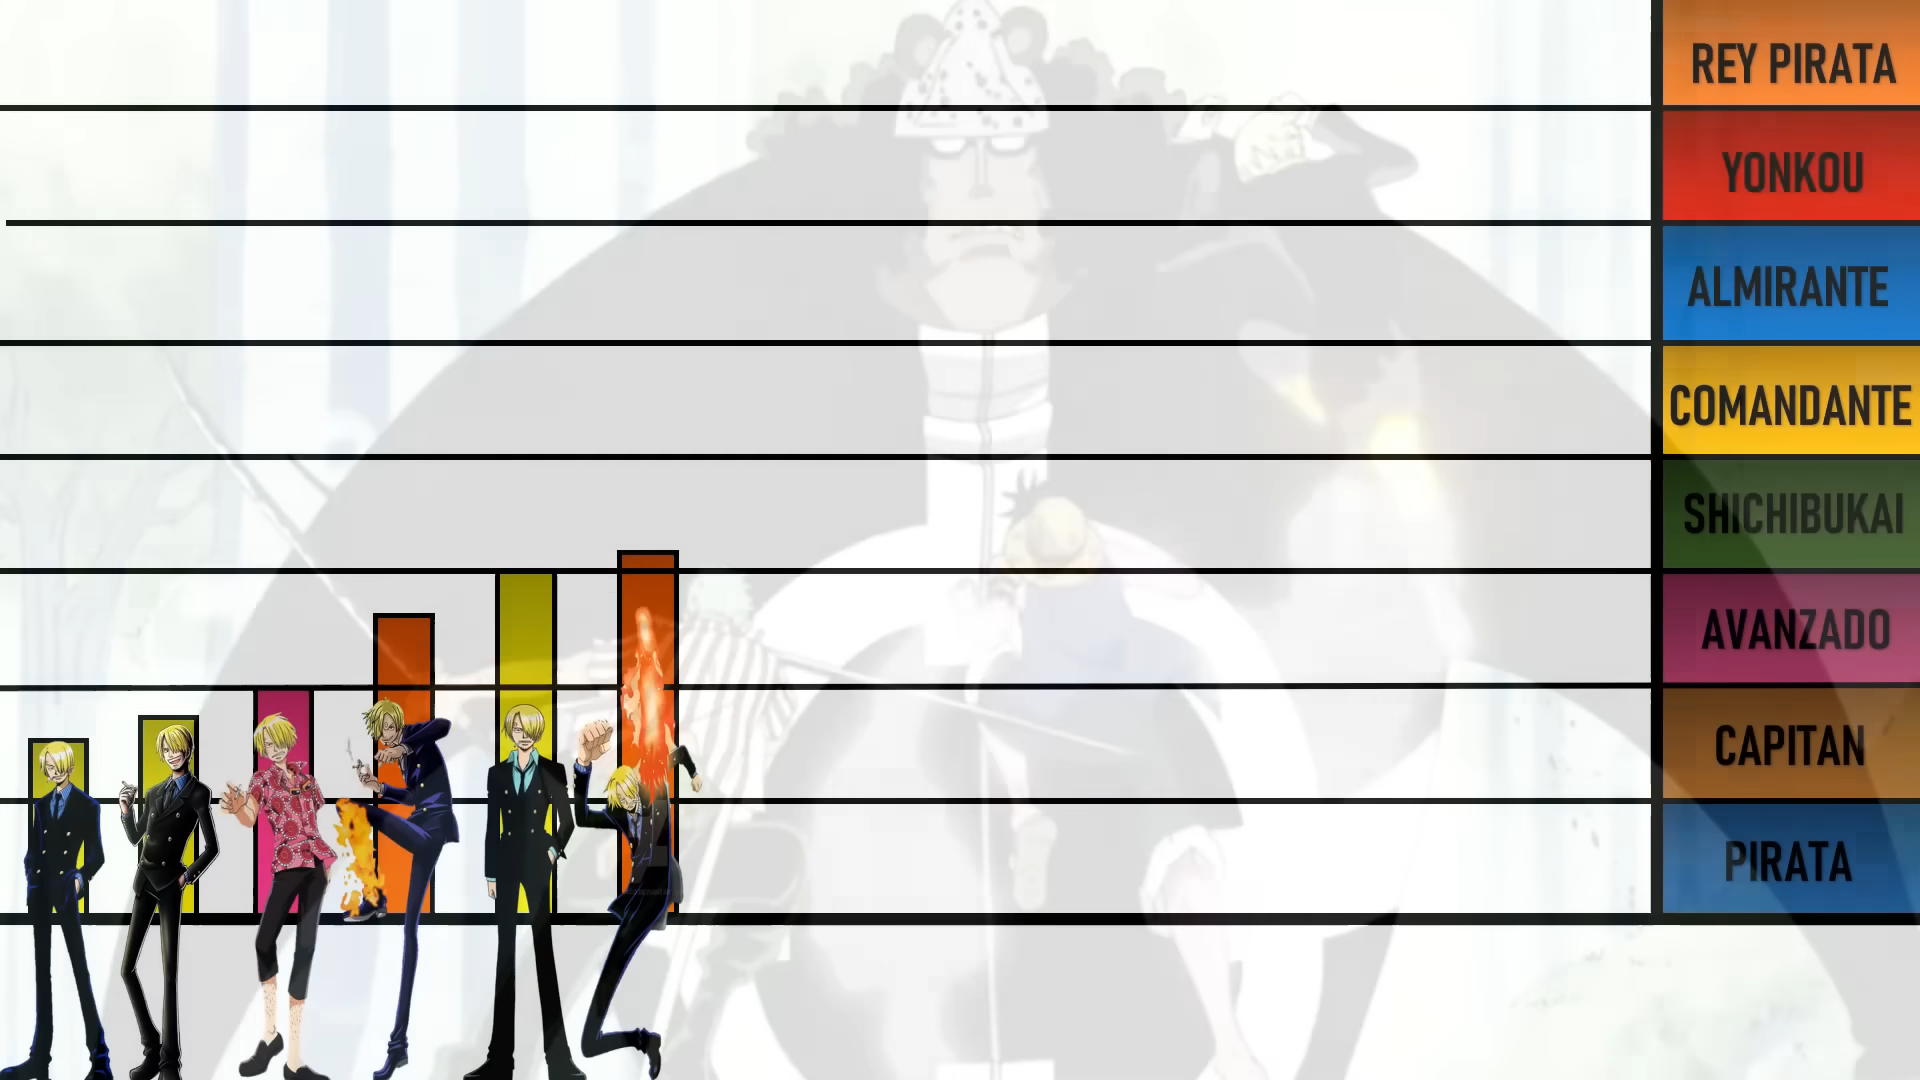 REY PIRATA
YONKOU
ALMIRANTE
COMANDANTE
SHICHIBUKAI
AVANZADO
CAPITAN
PIRATA